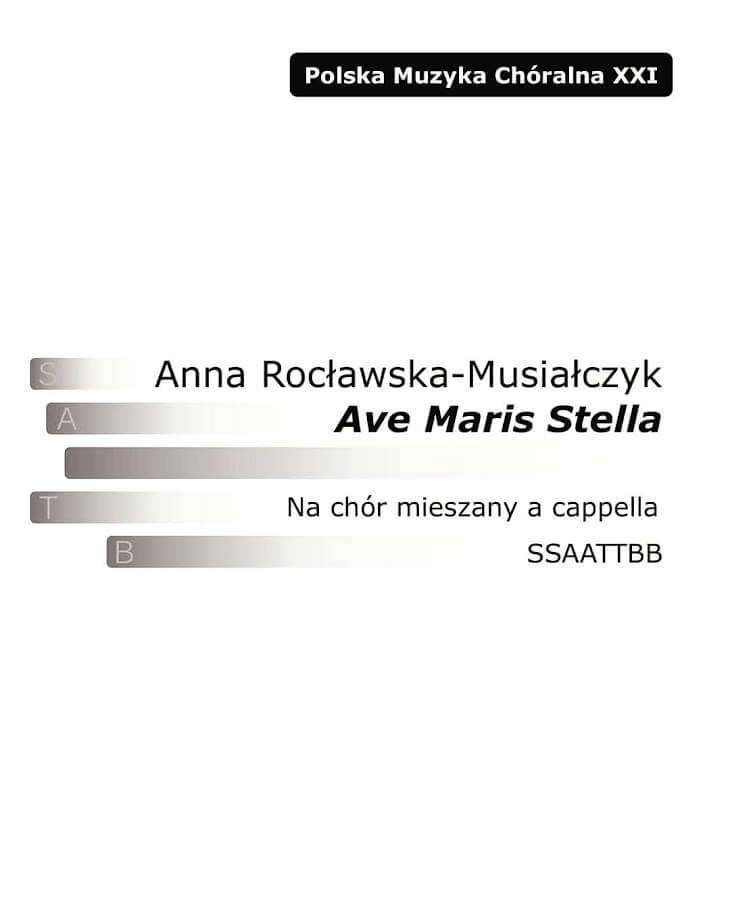 Polska Muzyka Chóralna XXI
S
Anna Rocławska-Musiałczyk
A
Ave Maris Stella
T
Na chór mieszany a cappella
B
SSAATTBB